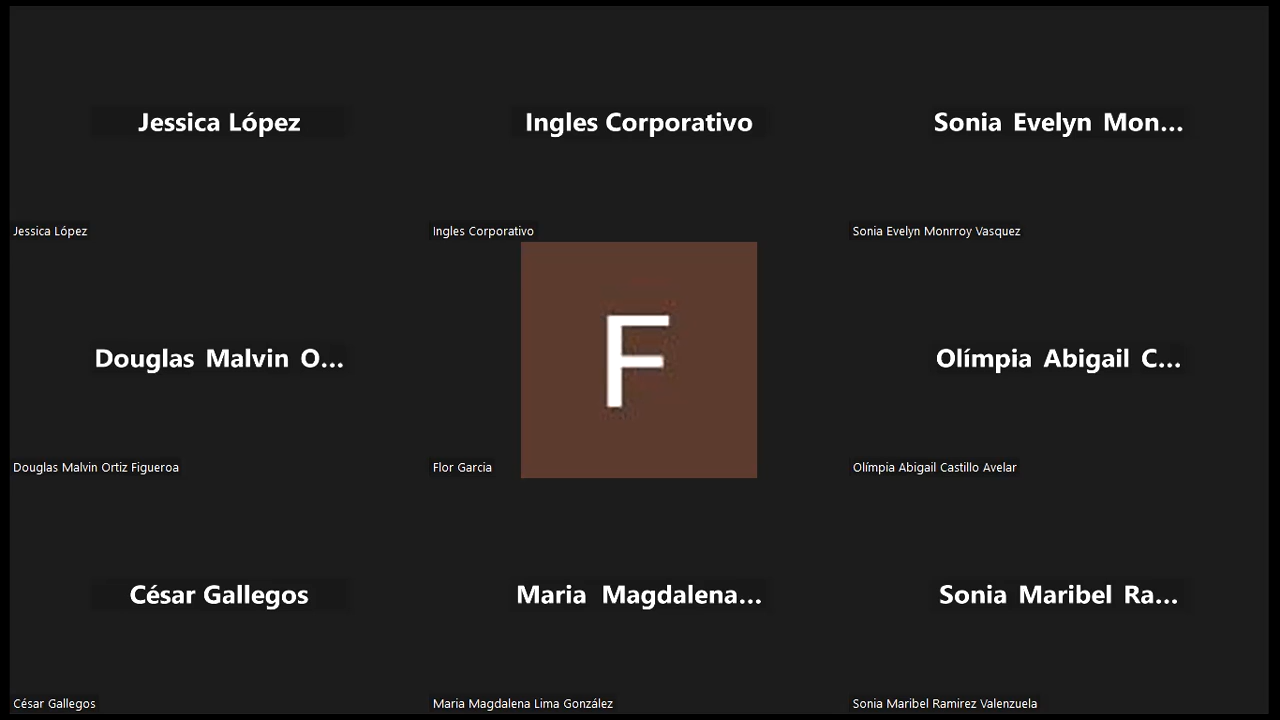 Jessica López
Ingles Corporativo
Sonia Evelyn Mon...
Jessica López
Ingles Corporativo
Sonia Evelyn Monrroy Vasquez
Douglas Malvin O...
F
Olímpia Abigail C...
Douglas Malvin Ortiz Figueroa
Flor Garcia
Olímpia Abigail Castillo Avelar
César Gallegos
Maria Magdalena...
Sonia Maribel Ra...
César Gallegos
Maria Magdalena Lima González
Sonia Maribel Ramirez Valenzuela